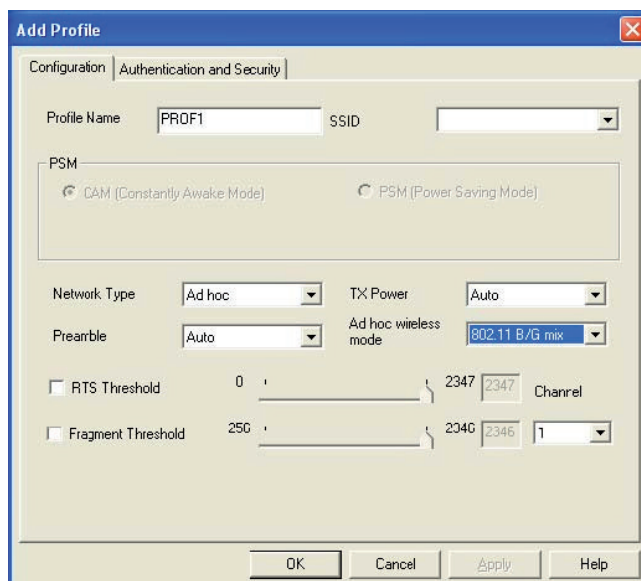 Add Profile
Configuration Authentication and Security
Profile Name PROF1 SSID
PSM
CAM (Constantly Awake Mode) PSM (Power Saving Mode)
Network Type Ad hoc TX Power Auto
Preamble Auto Ad hoc wireless mode 802.11 B/G mix
RTS Threshold 0 2347 2347 Channel
Fragment Threshold 256 2346 2346 1
OK Cancel Apply Help